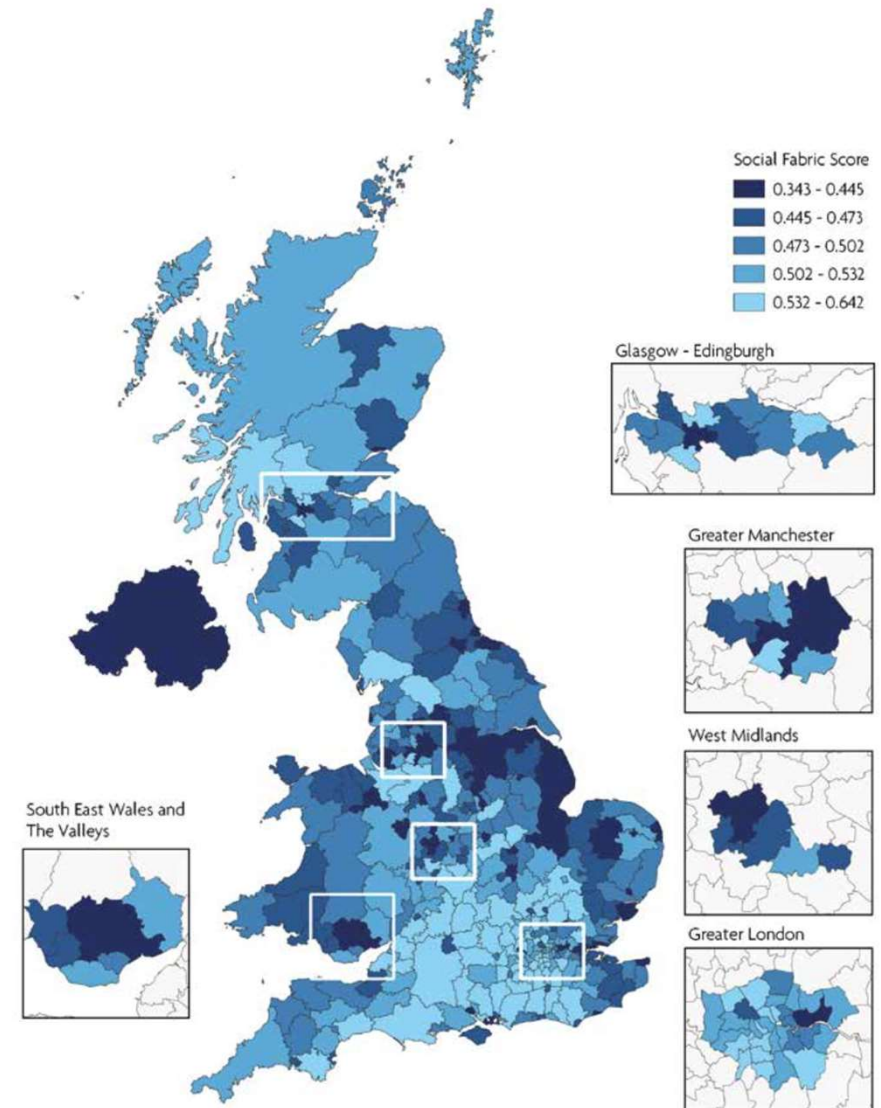 Social Fabric Score
0.343 - 0.445
0.445 - 0.473
0.473 - 0.502
0.502 - 0.532
0.532 - 0.642
Glasgow - Edingburgh
Greater Manchester
West Midlands
South East Wales and
The Valleys
Greater London